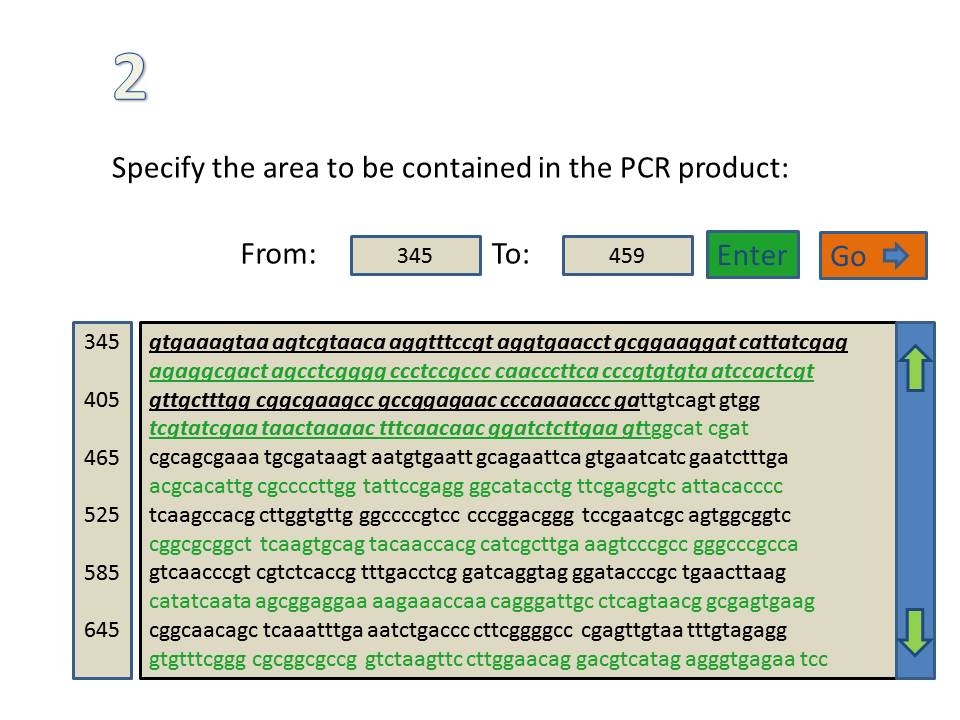 2
Specify the area to be contained in the PCR product:
From: 345 To: 459 Enter Go
345 gtgaaagtaa aagtcgtaaca aggtttccgt aggtgaacct gcggaaggat cattatcgag
agaggcgact agcctcgggg ccctccgccc caacccttca cccgtgtgta atccactcgt
405 gttgctttgg cggcgaagcc gccggagaac cccaaaaccc gattgtcagt gtgg
tcgtatcgaa taactaaaac tttcaacaac ggatctcttgaa gttggcat cgat
465 cgcagcgaaa tgcgataagt aatgtgaatt gcagaattca gtgaatcatc gaatctttga
acgcacattg cgccccttgg tattccgagg ggcatacctg ttcgagcgtc attacacccc
525 tcaagccacg cttggtgttg ggccccgtcc cccggacggg tccgaatcgc agtggcggtc
cggcgcggct tcaagtgcag tacaaccacg catcgcttga aagtcccgcc gggcccgcca
585 gtcaacccgt cgtctcaccg tttgacctcg gatcaggtag ggatacccgc tgaacttaag
catatcaata agcggaggaa aagaaaccaa cagggattgc ctcagtaacg gcgagtgaag
645 cggcaacagc tcaaatttga aatctgaccc cttcggggcc cgagttgtaa tttgtagagg
gtgtttcggg cgcggcgccg gtctaagttc cttggaacag gacgtcatag agggtgagaa tcc